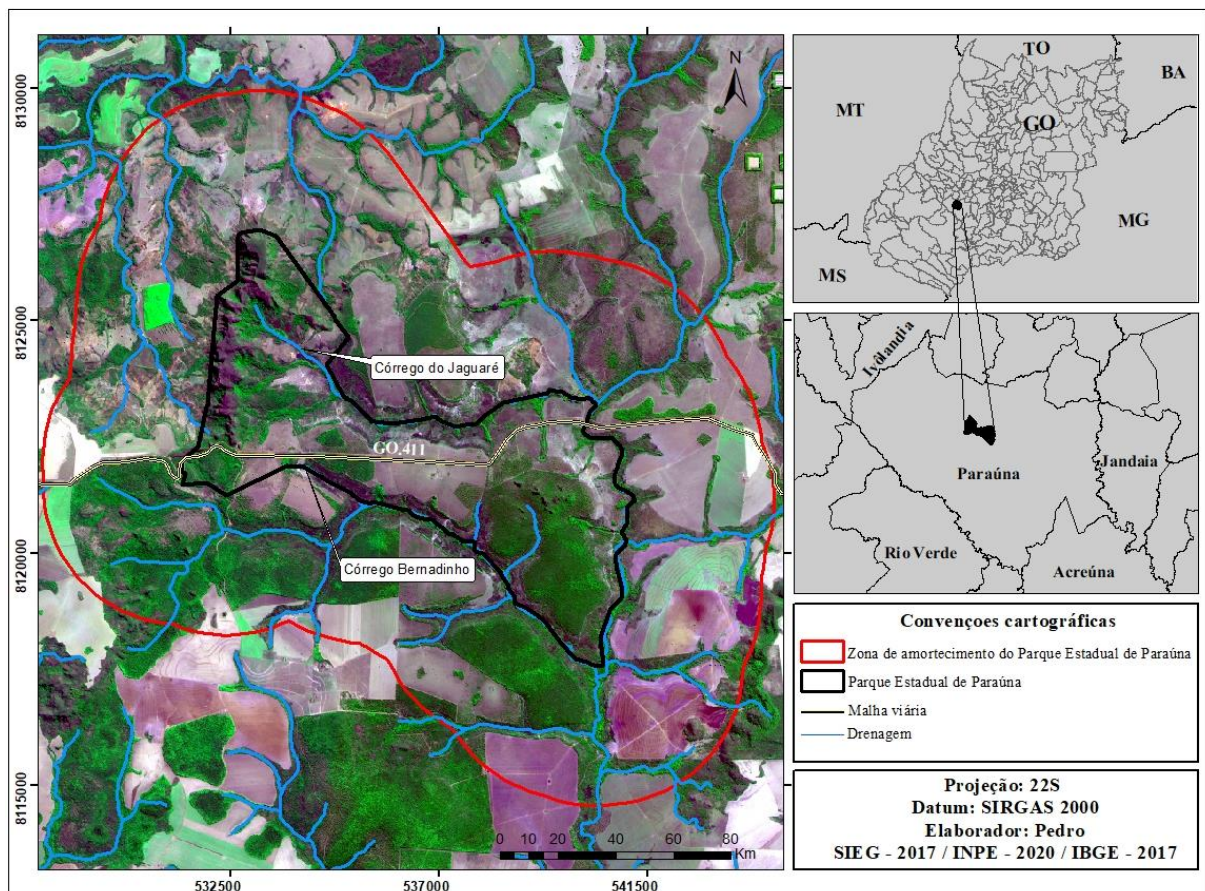 8130000
8125000
8120000
8115000
532500
537000
541500
N
Córrego do Jaguaré
GO.411
Córrego Bernadinho
0 10 20 40 60 80
Km
TO
BA
MT
GO
MG
MS
Ivôlandia
Paraúna
Jandaia
Rio Verde
Acreúna
Convençoes cartográficas
Zona de amortecimento do Parque Estadual de Paraúna
Parque Estadual de Paraúna
Malha viária
Drenagem
Projeção: 22S
Datum: SIRGAS 2000
Elaborador: Pedro
SIEG - 2017 / INPE - 2020 / IBGE - 2017